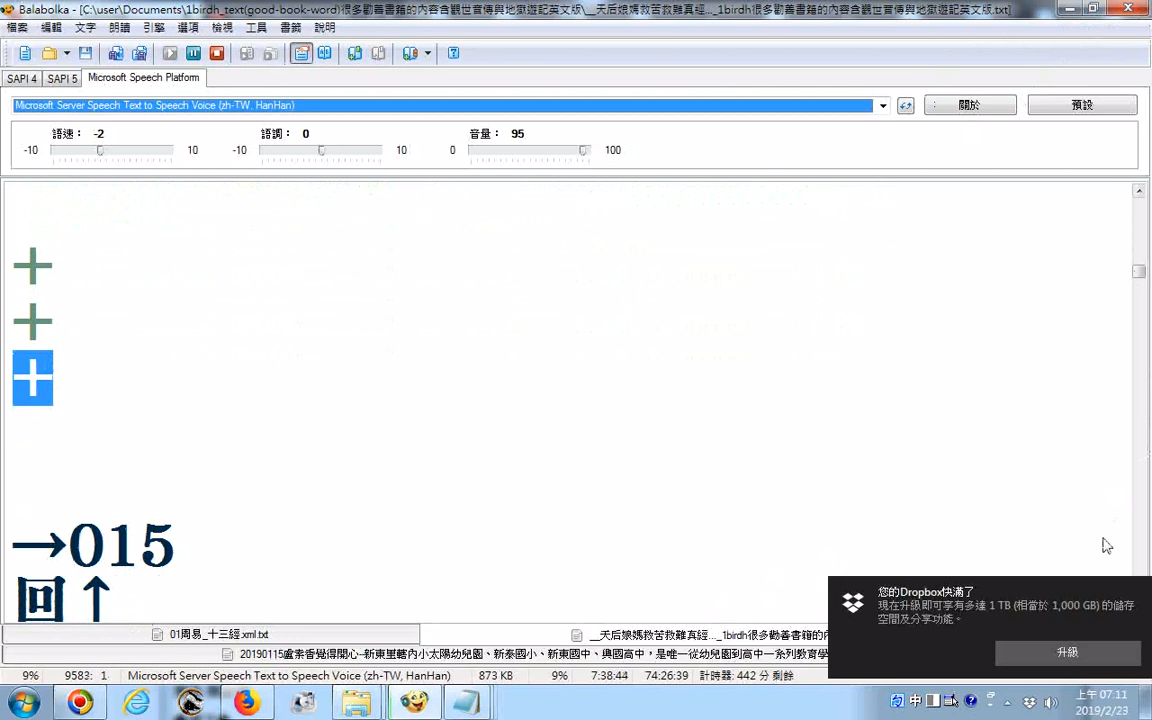 Balabolka - [C:\user\Documents\1birdh_text(good-book-word)很多勸善書籍的內容含觀世音傳與地獄遊記英文版\__天后娘媽救苦救難真經..._1birdh很多勸善書籍的內容含觀世音傳與地獄遊記英文版.txt]
檔案 編輯 文字 朗讀 引擎 選項 檢視 工具 書籤 說明
SAPI 4 SAPI 5 Microsoft Speech Platform
Microsoft Server Speech Text to Speech Voice (zh-TW, HanHan) 關於 預設
語速： -2 語調： 0 音量： 95
-10 10 -10 10 0 100
+
+
+
→015
回↑
您的Dropbox快滿了
現在升級即可享有多達 1 TB (相當於 1,000 GB) 的儲存
空間及分享功能。
升級
01周易_十三經.xml.txt __天后娘媽救苦救難真經..._1birdh很多勸善書籍的內
20190115盧素香覺得開心--新東里轄內小太陽幼兒園、新泰國小、新東國中、興國高中，是唯一從幼兒園到高中一系列教育學
9% 9583: 1 Microsoft Server Speech Text to Speech Voice (zh-TW, HanHan) 873 KB 9% 7:38:44 74:26:39 計時器: 442 分 剩餘
中
上午 07:11
2019/2/23